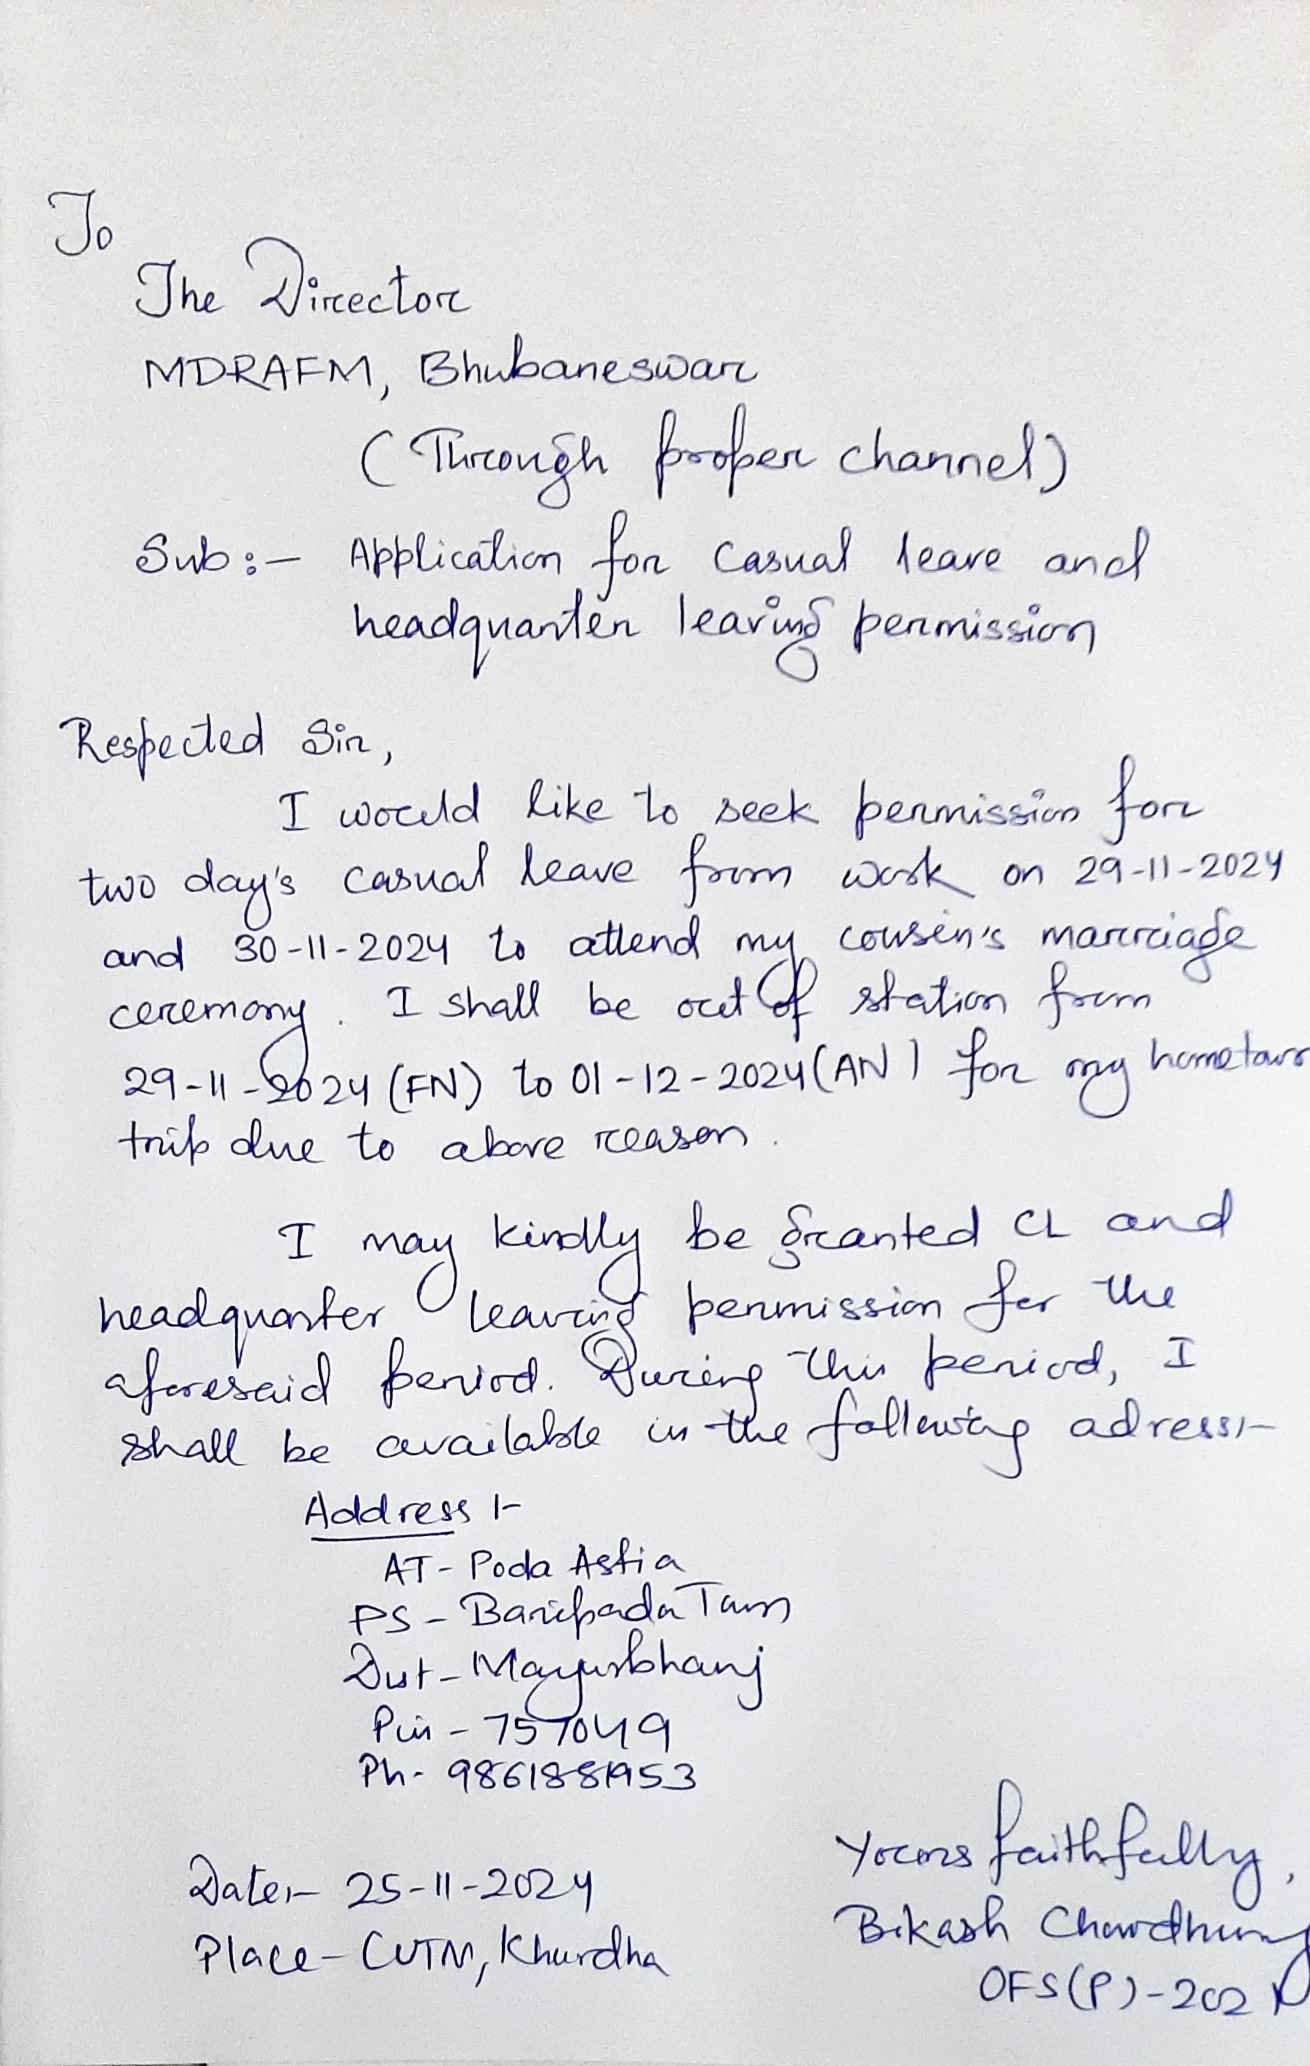 To
The Director
MDRAFM, Bhubaneswar
(Through proper channel)
Sub:- Application for casual leave and
headquarter leaving permission
Respected Sir,
I would like to seek permission for
two day's casual leave from work on 29-11-2024
and 30-11-2024 to attend my cousin's marriage
ceremony. I shall be out of station from
29-11-2024 (FN) to 01-12-2024 (AN) for my hometown
trip due to above reason.
I may kindly be granted CL and
headquarter leaving permission for the
aforesaid period. During this period, I
shall be available in the following adress:-
Address :-
AT- Poda Astia
PS - Baripada Town
Dist - Mayurbhanj
Pin - 757049
Ph-
Date:- 25-11-2024
Place - CUTM, Khurdha
Yours faithfully,
Bikash Chowdhury
OFS(P)-